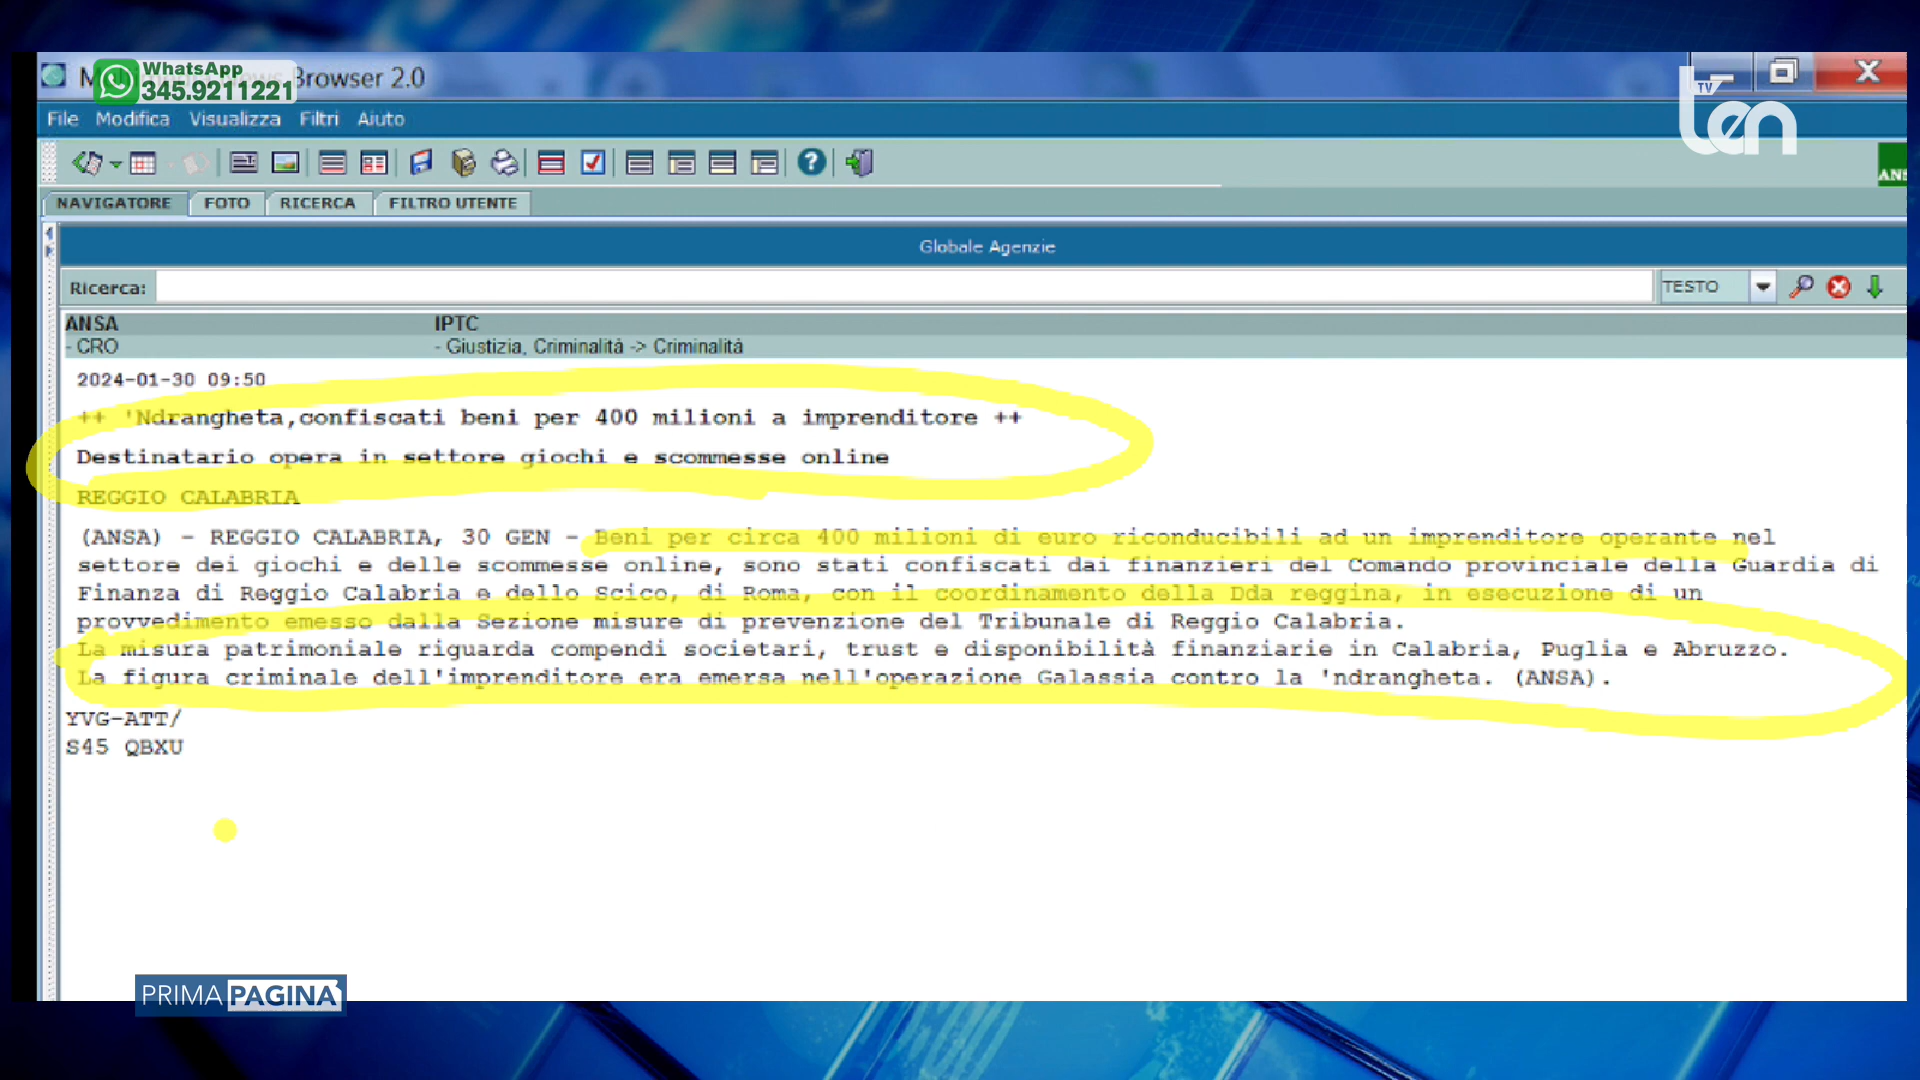 WhatsApp
345.9211221
Browser 2.0
TV
ten
File Modifica Visualizza Filtri Aiuto
NAVIGATORE FOTO RICERCA FILTRO UTENTE
Globale Agenzie
Ricerca: TESTO
ANSA IPTC
- CRO - Giustizia, Criminalità -> Criminalità
2024-01-30 09:50
++ 'Ndrangheta,confiscati beni per 400 milioni a imprenditore ++
Destinatario opera in settore giochi e scommesse online
REGGIO CALABRIA
(ANSA) - REGGIO CALABRIA, 30 GEN - Beni per circa 400 milioni di euro riconducibili ad un imprenditore operante nel
settore dei giochi e delle scommesse online, sono stati confiscati dai finanzieri del Comando provinciale della Guardia di
Finanza di Reggio Calabria e dello Scico, di Roma, con il coordinamento della Dda reggina, in esecuzione di un
provvedimento emesso dalla Sezione misure di prevenzione del Tribunale di Reggio Calabria.
La misura patrimoniale riguarda compendi societari, trust e disponibilità finanziarie in Calabria, Puglia e Abruzzo.
La figura criminale dell'imprenditore era emersa nell'operazione Galassia contro la 'ndrangheta. (ANSA).
YVG-ATT/
S45 QBXU
PRIMA PAGINA